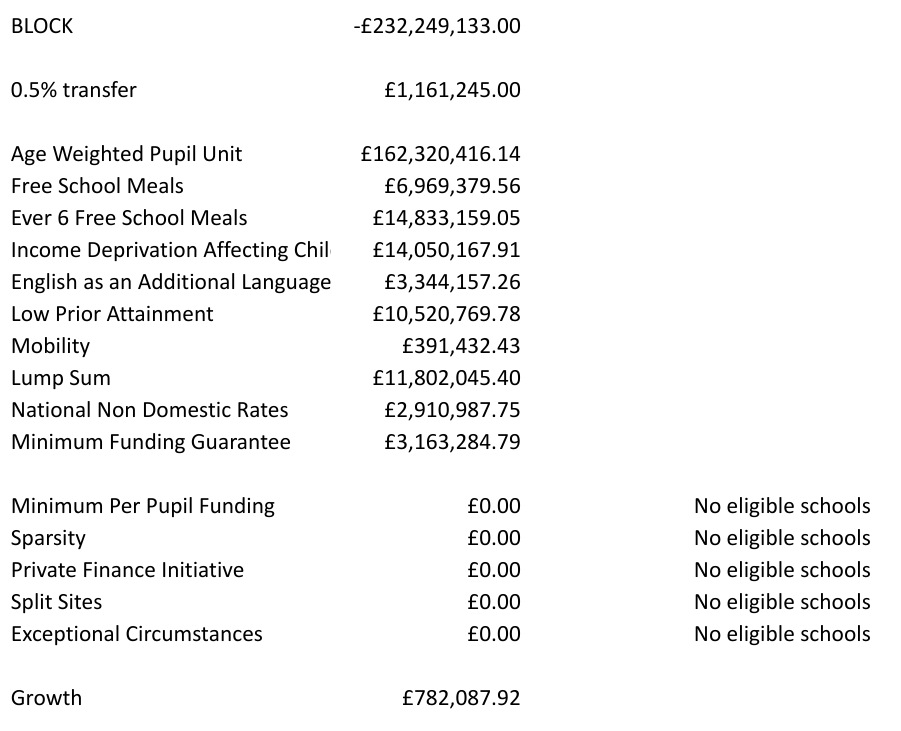 BLOCK -£232,249,133.00
0.5% transfer £1,161,245.00
Age Weighted Pupil Unit £162,320,416.14
Free School Meals £6,969,379.56
Ever 6 Free School Meals £14,833,159.05
Income Deprivation Affecting Chil £14,050,167.91
English as an Additional Language £3,344,157.26
Low Prior Attainment £10,520,769.78
Mobility £391,432.43
Lump Sum £11,802,045.40
National Non Domestic Rates £2,910,987.75
Minimum Funding Guarantee £3,163,284.79
Minimum Per Pupil Funding £0.00 No eligible schools
Sparsity £0.00 No eligible schools
Private Finance Initiative £0.00 No eligible schools
Split Sites £0.00 No eligible schools
Exceptional Circumstances £0.00 No eligible schools
Growth £782,087.92